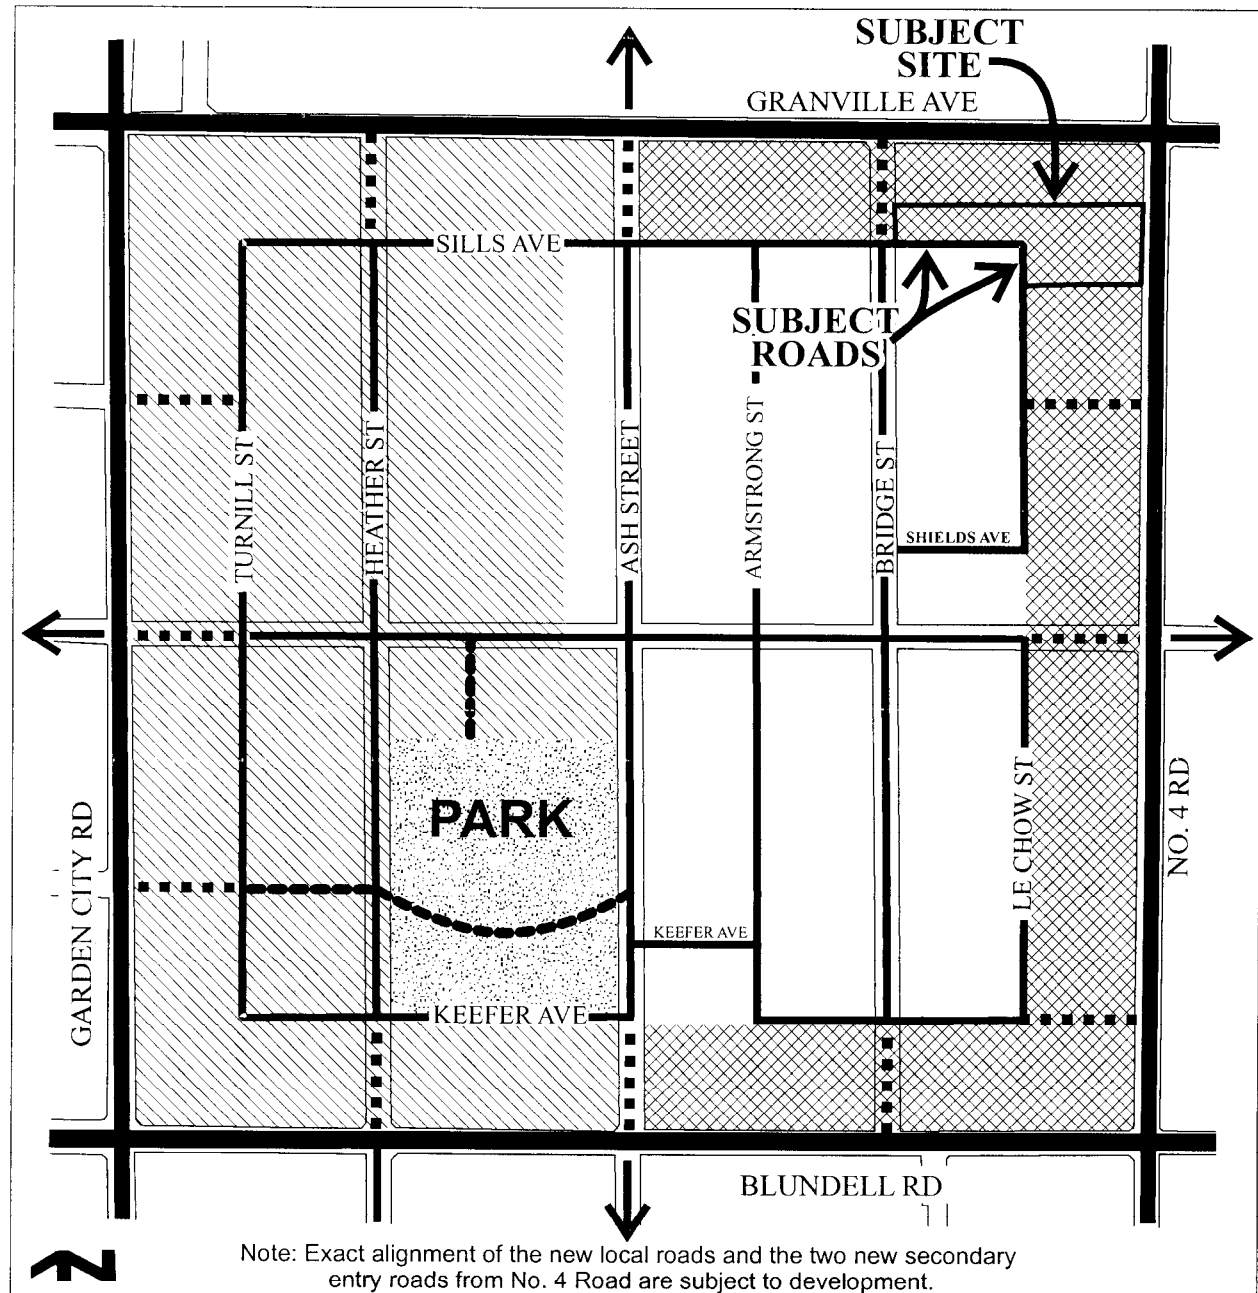 SUBJECT
SITE
GRANVILLE AVE
SILLS AVE
SUBJECT
ROADS
TURNILL ST
HEATHER ST
ASH STREET
ARMSTRONG ST
BRIDGE ST
SHIELDS AVE
PARK
GARDEN CITY RD
LE CHOW ST
NO. 4 RD
KEEFER AVE
KEEFER AVE
BLUNDELL RD
N
Note: Exact alignment of the new local roads and the two new secondary
entry roads from No. 4 Road are subject to development.